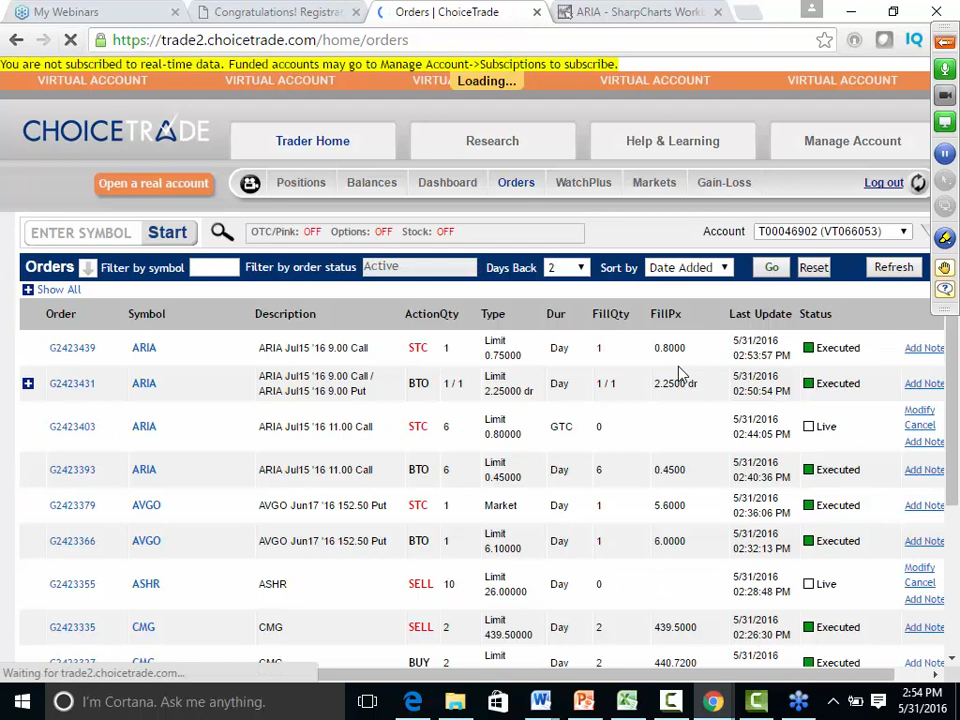 My Webinars
Congratulations! Registra
Orders | ChoiceTrade
ARIA - SharpCharts Work
https://trade2.choicetrade.com/home/orders
IQ
You are not subscribed to real-time data. Funded accounts may go to Manage Account->Subsciptions to subscribe.
VIRTUAL ACCOUNT VIRTUAL ACCOUNT VIRTU Loading... VIRTUAL ACCOUNT VIRTUAL ACCOUNT
CHOICETRADE
Trader Home Research Help & Learning Manage Account
Open a real account Positions Balances Dashboard Orders WatchPlus Markets Gain-Loss Log out
ENTER SYMBOL Start OTC/Pink: OFF Options: OFF Stock: OFF Account T00046902 (VT066053)
Orders Filter by symbol Filter by order status Active Days Back 2 Sort by Date Added Go Reset Refresh
Show All
Order Symbol Description ActionQty Type Dur FillQty FillPx Last Update Status
G2423439 ARIA ARIA Jul15 '16 9.00 Call STC 1 Limit 0.75000 Day 1 0.8000 5/31/2016 02:53:57 PM Executed Add Note
G2423431 ARIA ARIA Jul15 '16 9.00 Call / ARIA Jul15 '16 9.00 Put BTO 1 / 1 Limit 2.25000 dr Day 1 / 1 2.2500 dr 5/31/2016 02:50:54 PM Executed Add Note
G2423403 ARIA ARIA Jul15 '16 11.00 Call STC 6 Limit 0.80000 GTC 0 5/31/2016 02:44:05 PM Live Modify Cancel Add Note
G2423393 ARIA ARIA Jul15 '16 11.00 Call BTO 6 Limit 0.45000 Day 6 0.4500 5/31/2016 02:40:36 PM Executed Add Note
G2423379 AVGO AVGO Jun17 '16 152.50 Put STC 1 Market Day 1 5.6000 5/31/2016 02:36:06 PM Executed Add Note
G2423366 AVGO AVGO Jun17 '16 152.50 Put BTO 1 Limit 6.10000 Day 1 6.0000 5/31/2016 02:32:13 PM Executed Add Note
G2423355 ASHR ASHR SELL 10 Limit 26.00000 Day 0 5/31/2016 02:28:48 PM Live Modify Cancel Add Note
G2423335 CMG CMG SELL 2 Limit 439.50000 Day 2 439.5000 5/31/2016 02:26:30 PM Executed Add Note
CMG CMG BUY 2 Limit Day 2 440.7200 5/31/2016 Executed Add Note
Waiting for trade2.choicetrade.com...
I'm Cortana. Ask me anything.
2:54 PM
5/31/2016